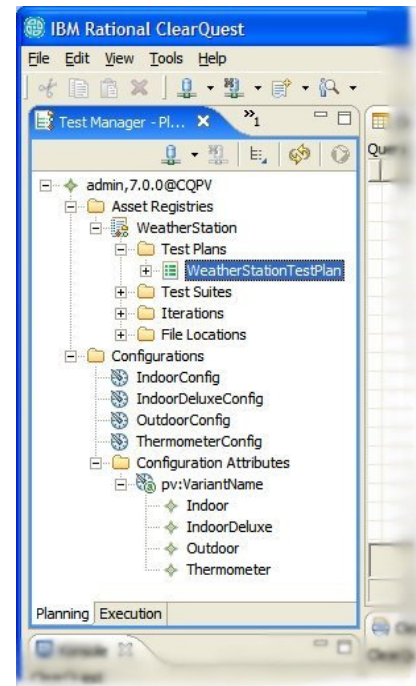 IBM Rational ClearQuest
File Edit View Tools Help
Test Manager - Pl... »1
Query
admin,7.0.0@CQPV
Asset Registries
WeatherStation
Test Plans
WeatherStationTestPlan
Test Suites
Iterations
File Locations
Configurations
IndoorConfig
IndoorDeluxeConfig
OutdoorConfig
ThermometerConfig
Configuration Attributes
pv:VariantName
Indoor
IndoorDeluxe
Outdoor
Thermometer
Planning Execution